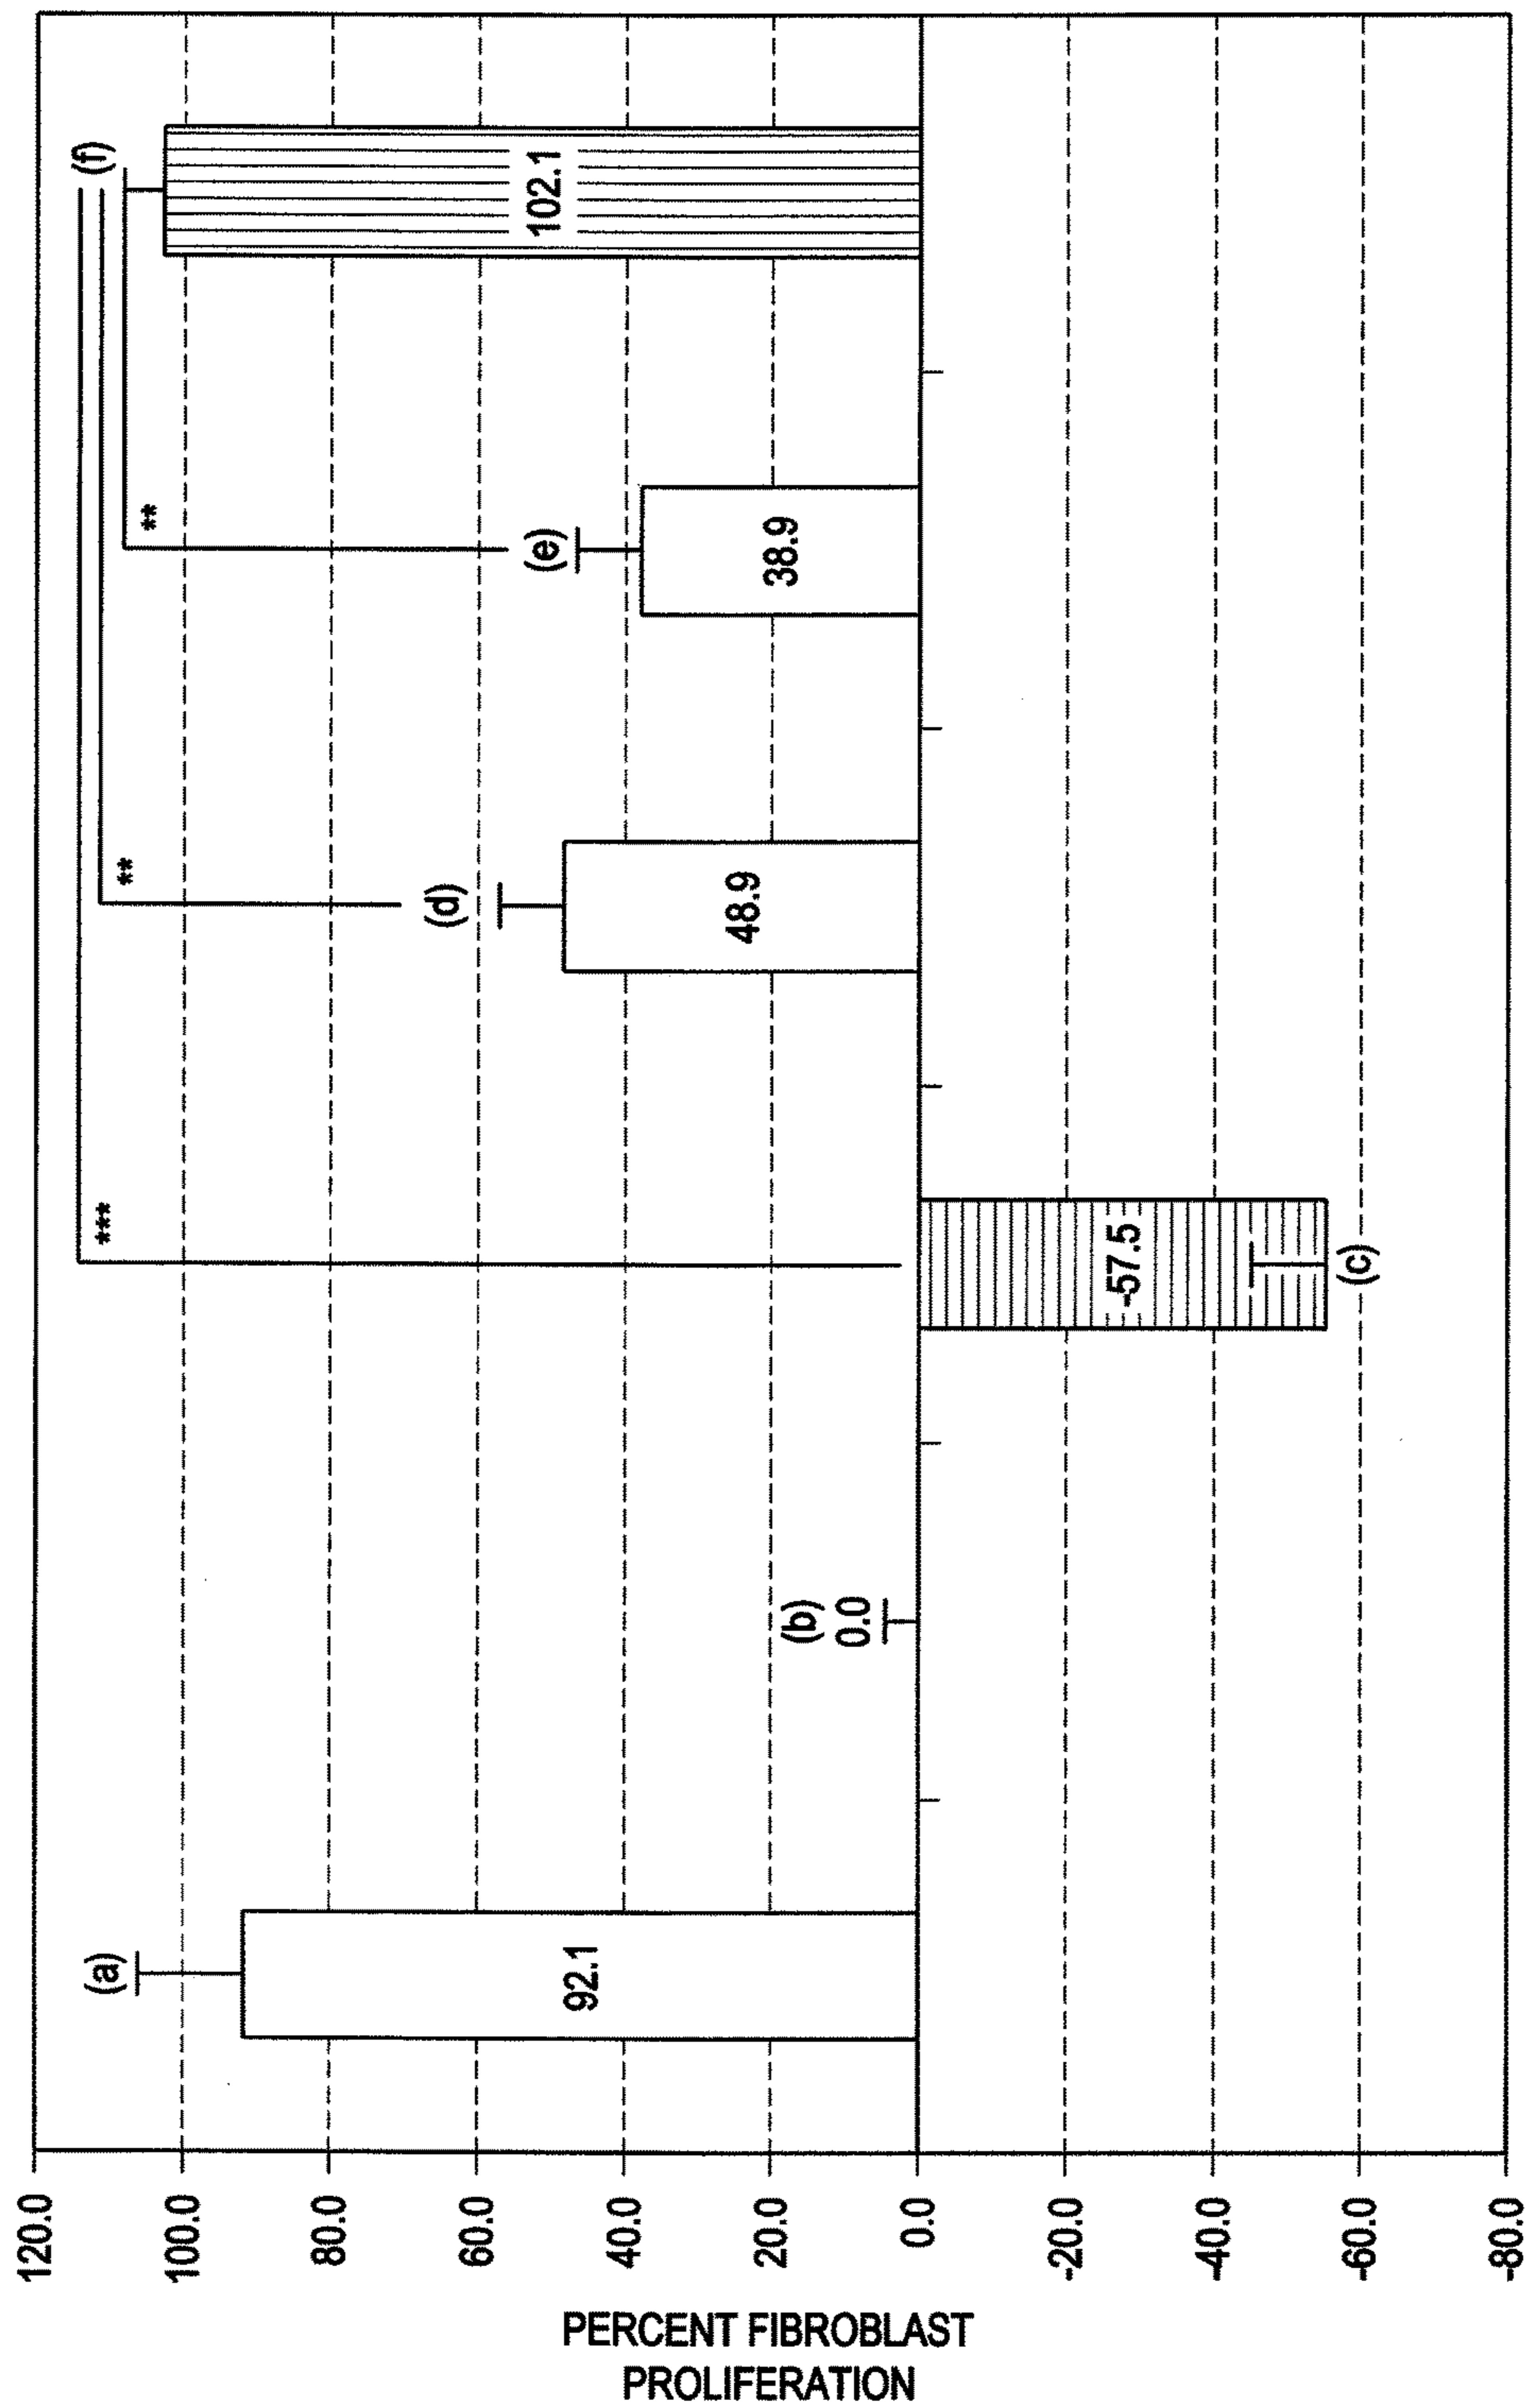 120.0
100.0
80.0
60.0
40.0
20.0
0.0
-20.0
-40.0
-60.0
-80.0
PERCENT FIBROBLAST
PROLIFERATION
(a)
92.1
(b)
0.0
***
-57.5
(c)
**
(d)
48.9
**
(e)
38.9
(f)
102.1